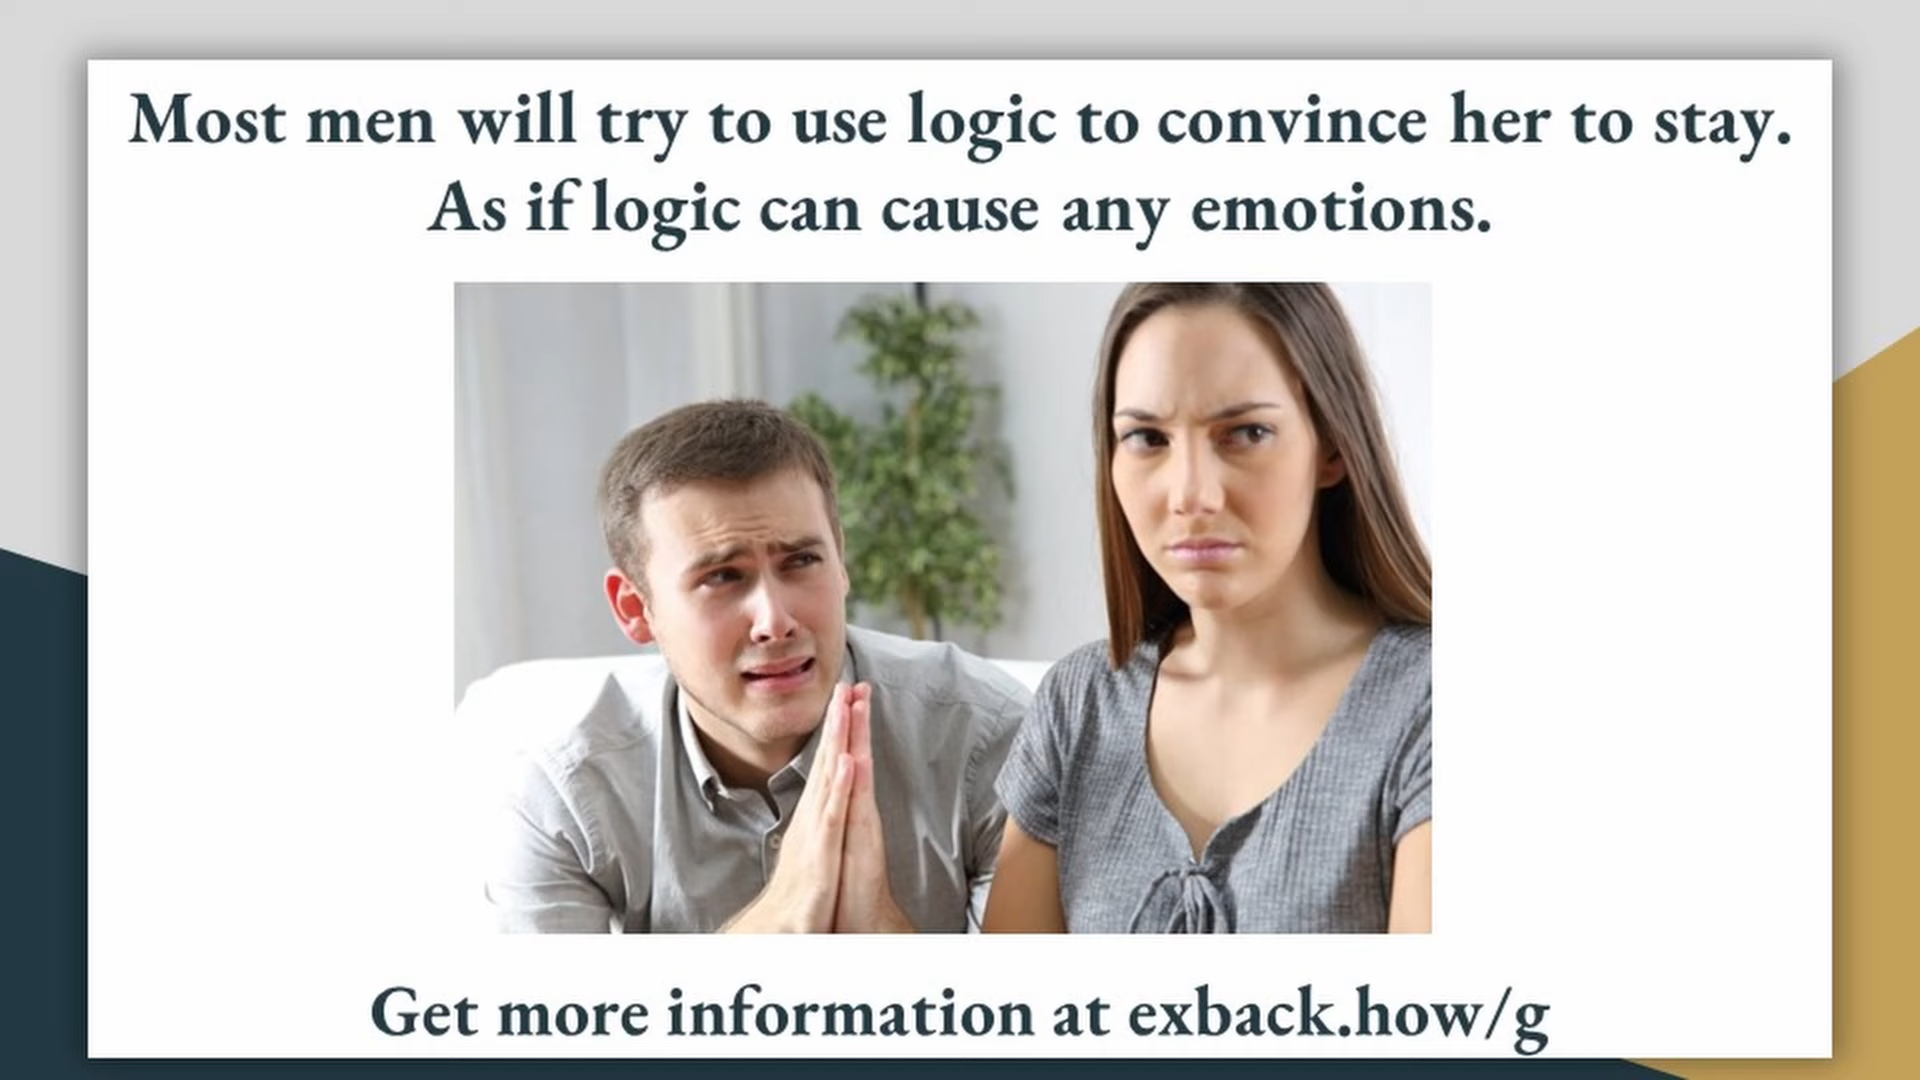 Most men will try to use logic to convince her to stay.
As if logic can cause any emotions.
Get more information at exback.how/g